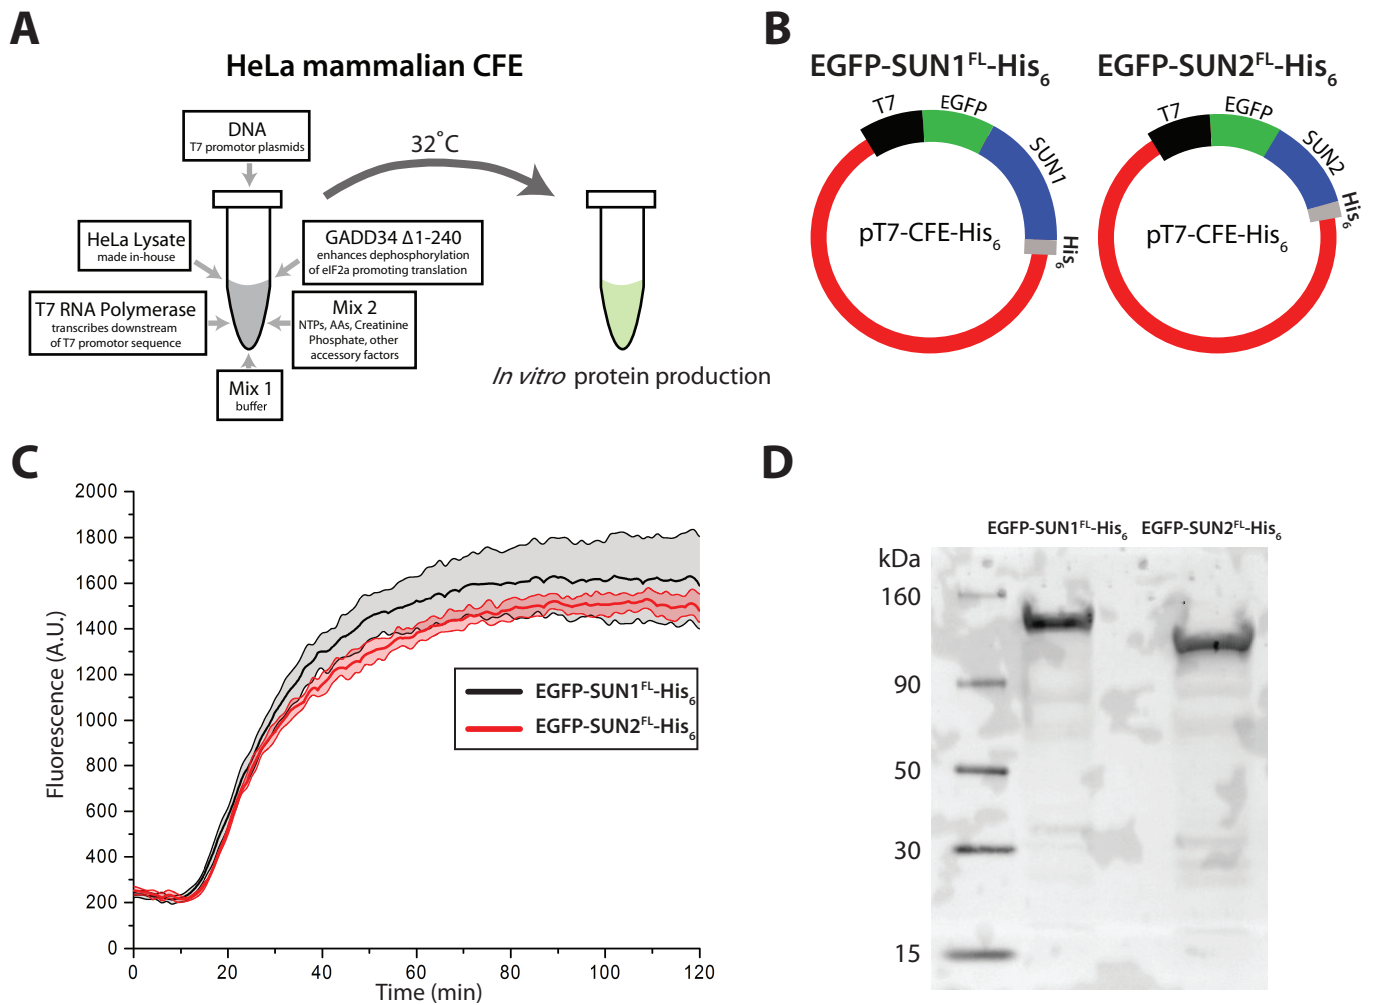 A
HeLa mammalian CFE
DNA
T7 promotor plasmids
32˚C
HeLa Lysate
made in-house
GADD34 Δ1-240
enhances dephosphorylation
of eIF2a promoting translation
T7 RNA Polymerase
transcribes downstream
of T7 promotor sequence
Mix 2
NTPs, AAs, Creatinine
Phosphate, other
accessory factors
Mix 1
buffer
In vitro protein production
B
EGFP-SUN1FL-His6
T7
EGFP
SUN1
His6
pT7-CFE-His6
EGFP-SUN2FL-His6
T7
EGFP
SUN2
His6
pT7-CFE-His6
C
Fluorescence (A.U.)
2000
1800
1600
1400
1200
1000
800
600
400
200
0
0 20 40 60 80 100 120
Time (min)
EGFP-SUN1FL-His6
EGFP-SUN2FL-His6
D
EGFP-SUN1FL-His6 EGFP-SUN2FL-His6
kDa
160
90
50
30
15